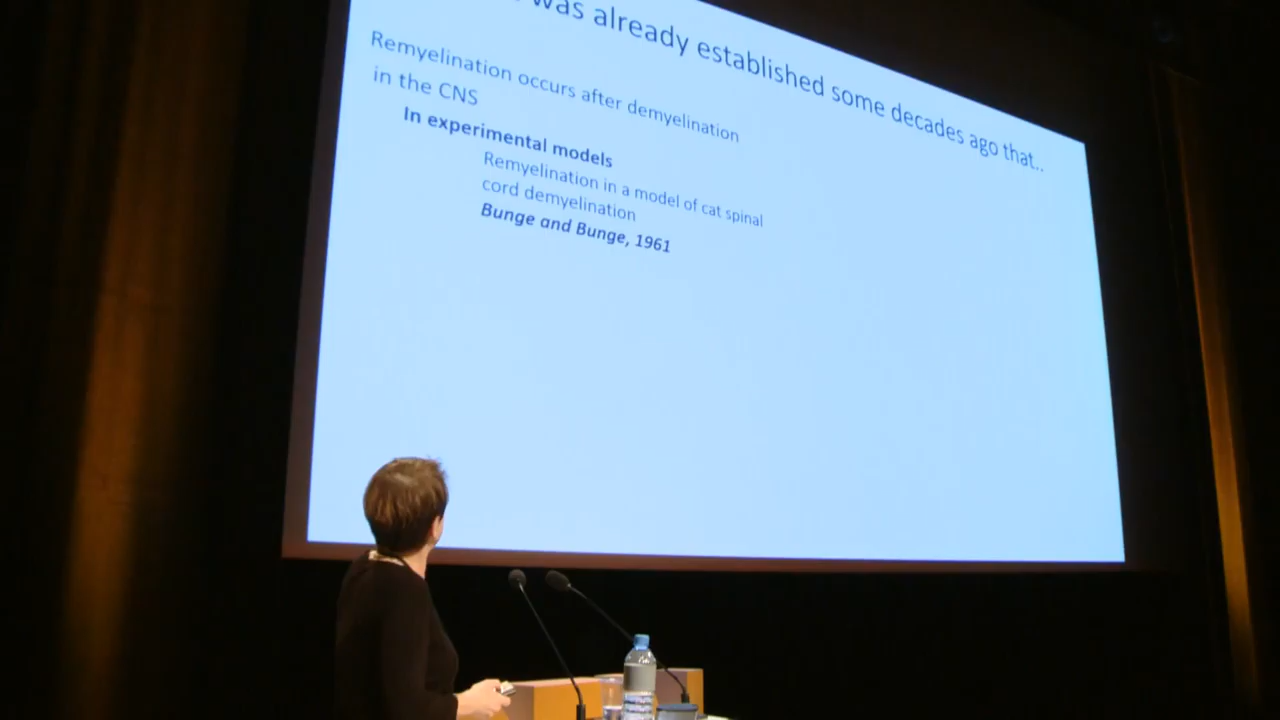 was already established some decades ago that..
Remyelination occurs after demyelination
in the CNS
In experimental models
Remyelination in a model of cat spinal
cord demyelination
Bunge and Bunge, 1961